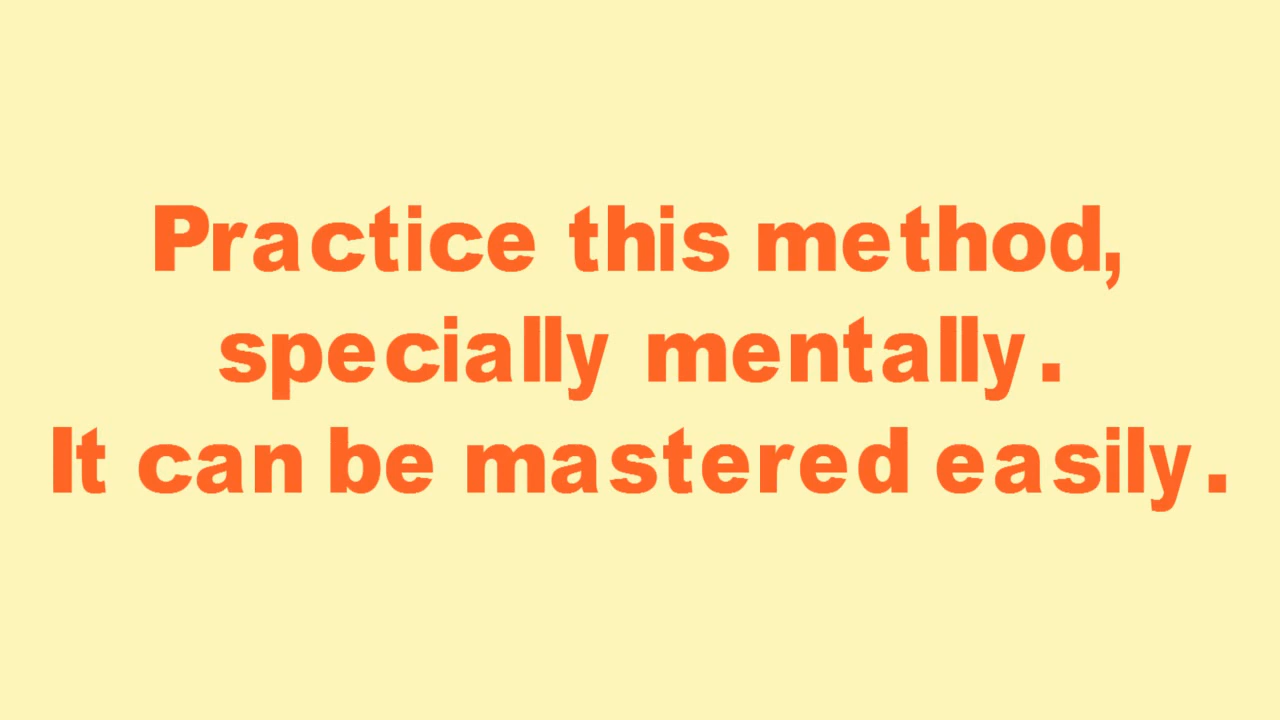 Practice this method,
specially mentally.
It can be mastered easily.